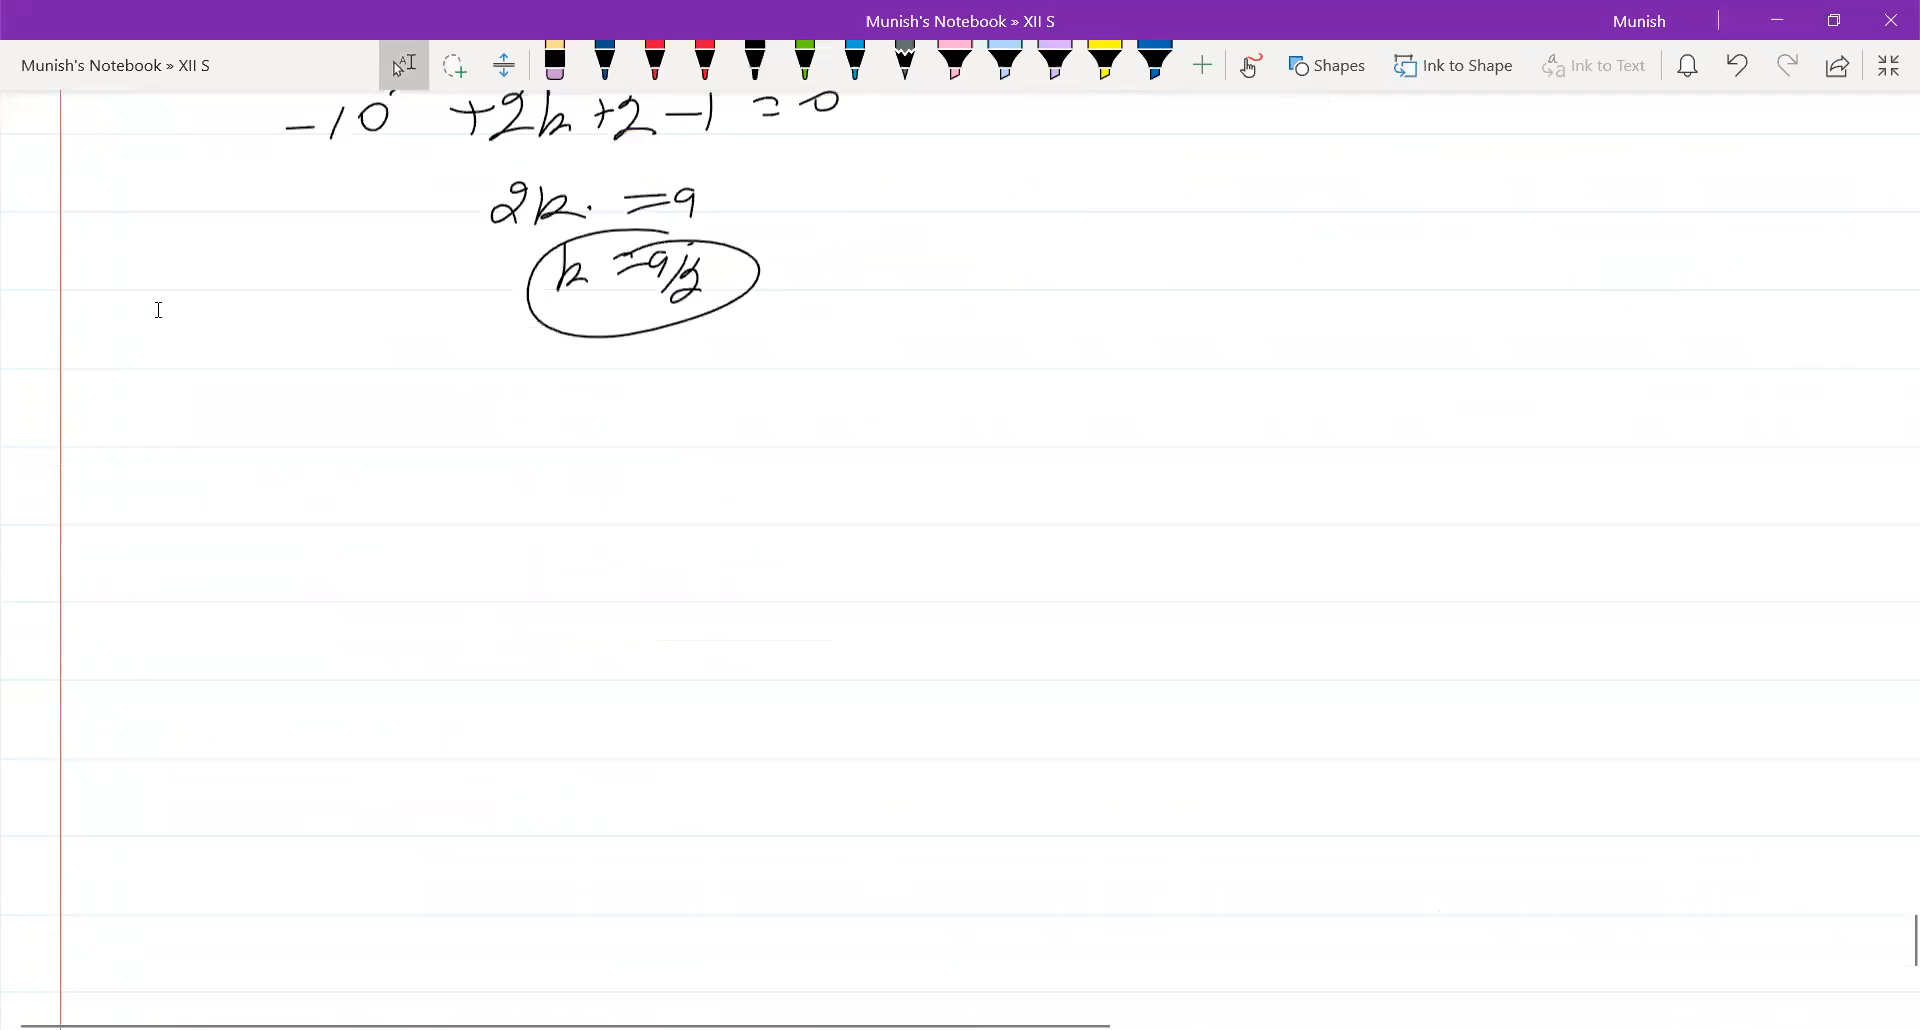 Munish's Notebook » XII S
Munish
Munish's Notebook » XII S
Shapes
Ink to Shape
Ink to Text
-10 +2k+2-1=0
2k. =9
k =9/2